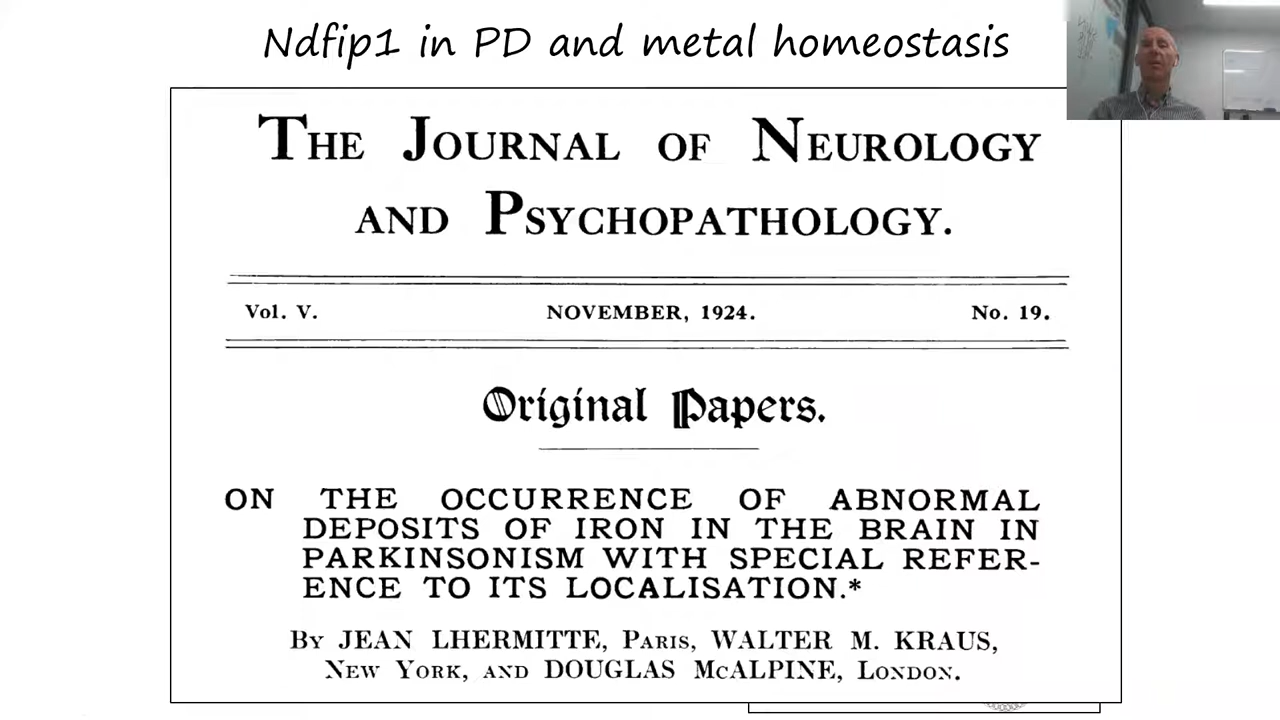 Ndfip1 in PD and metal homeostasis
THE JOURNAL OF NEUROLOGY
AND PSYCHOPATHOLOGY.
Vol. V. NOVEMBER, 1924. No. 19.
Original Papers.
ON THE OCCURRENCE OF ABNORMAL
DEPOSITS OF IRON IN THE BRAIN IN
PARKINSONISM WITH SPECIAL REFER-
ENCE TO ITS LOCALISATION.*
By JEAN LHERMITTE, Paris, WALTER M. KRAUS,
New York, and DOUGLAS McALPINE, London.